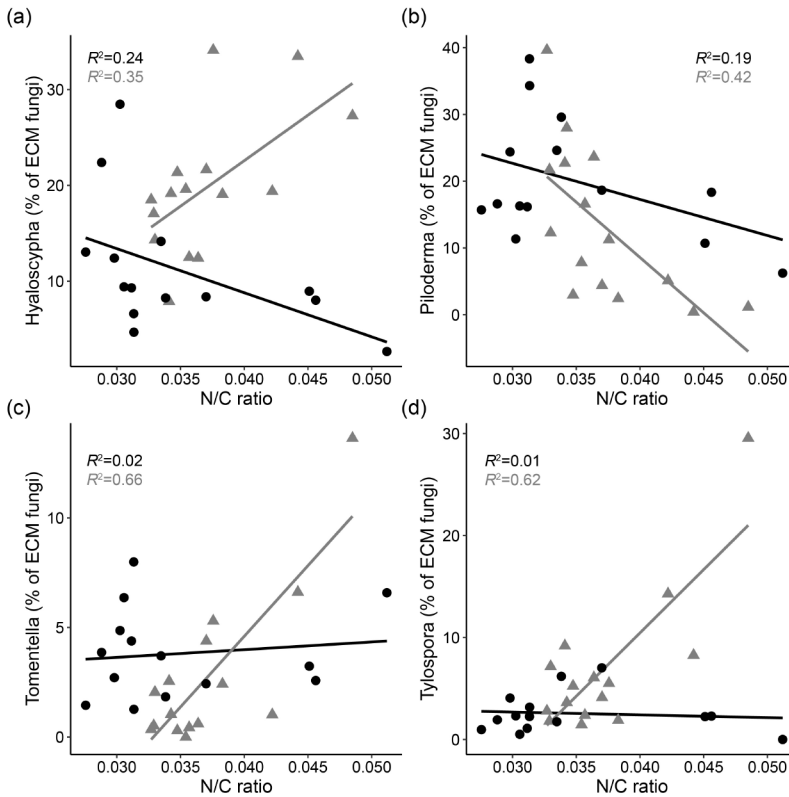 (a)
R²=0.24
R²=0.35
Hyaloscypha (% of ECM fungi)
30
20
10
0.030 0.035 0.040 0.045 0.050
N/C ratio
(b)
R²=0.19
R²=0.42
Piloderma (% of ECM fungi)
40
30
20
10
0
0.030 0.035 0.040 0.045 0.050
N/C ratio
(c)
R²=0.02
R²=0.66
Tomentella (% of ECM fungi)
10
5
0
0.030 0.035 0.040 0.045 0.050
N/C ratio
(d)
R²=0.01
R²=0.62
Tylospora (% of ECM fungi)
30
20
10
0
0.030 0.035 0.040 0.045 0.050
N/C ratio